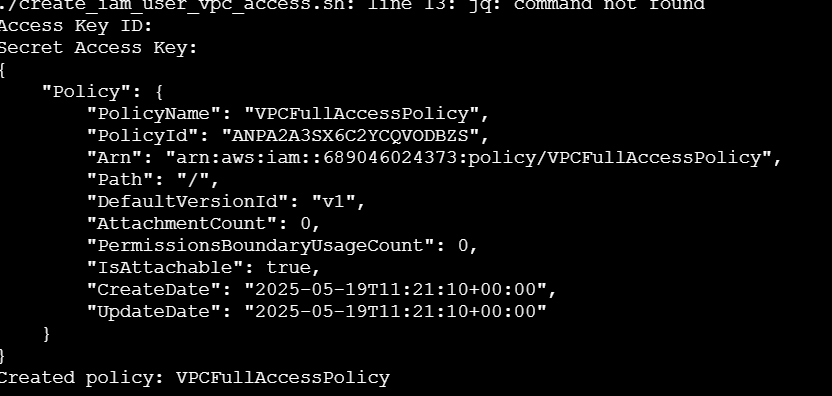 ./create_iam_user_vpc_access.sh: line 13: jq: command not found
Access Key ID:
Secret Access Key:
{
    "Policy": {
        "PolicyName": "VPCFullAccessPolicy",
        "PolicyId": "ANPA2A3SX6C2YCQVODBZS",
        "Arn": "arn:aws:iam::689046024373:policy/VPCFullAccessPolicy",
        "Path": "/",
        "DefaultVersionId": "v1",
        "AttachmentCount": 0,
        "PermissionsBoundaryUsageCount": 0,
        "IsAttachable": true,
        "CreateDate": "2025-05-19T11:21:10+00:00",
        "UpdateDate": "2025-05-19T11:21:10+00:00"
    }
}
Created policy: VPCFullAccessPolicy